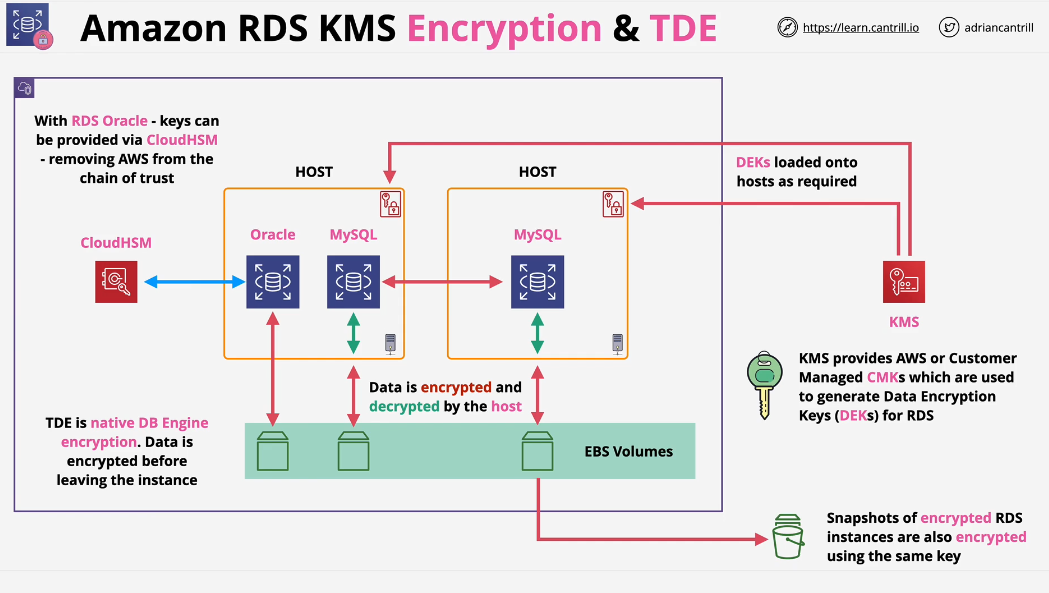 Amazon RDS KMS Encryption & TDE
https://learn.cantrill.io
adriancantrill
With RDS Oracle - keys can
be provided via CloudHSM
- removing AWS from the
chain of trust
HOST
HOST
DEKs loaded onto
hosts as required
CloudHSM
Oracle
MySQL
MySQL
KMS
KMS provides AWS or Customer
Managed CMKs which are used
to generate Data Encryption
Keys (DEKs) for RDS
Data is encrypted and
decrypted by the host
TDE is native DB Engine
encryption. Data is
encrypted before
leaving the instance
EBS Volumes
Snapshots of encrypted RDS
instances are also encrypted
using the same key